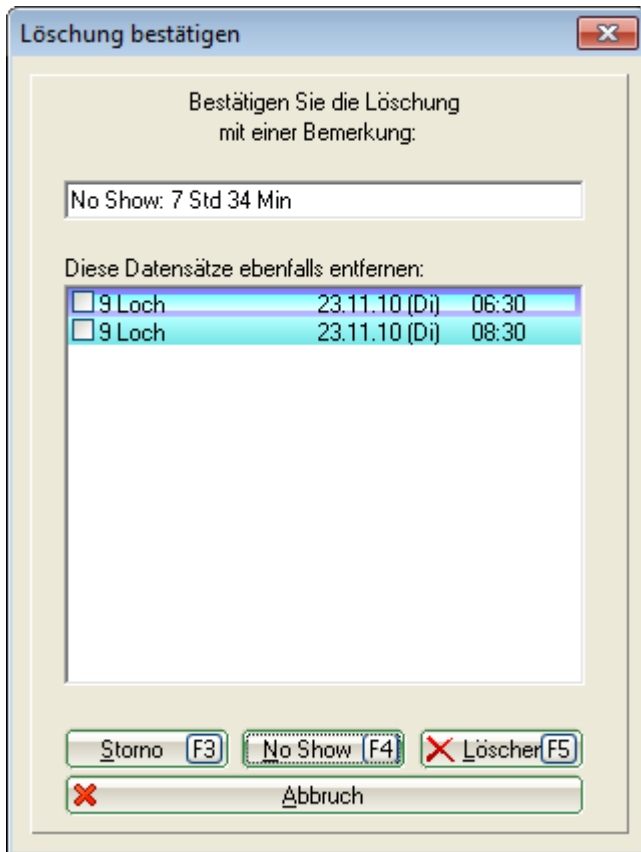 Löschung bestätigen
Bestätigen Sie die Löschung
mit einer Bemerkung:
No Show: 7 Std 34 Min
Diese Datensätze ebenfalls entfernen:
9 Loch 23.11.10 (Di) 06:30
9 Loch 23.11.10 (Di) 08:30
Storno F3 No Show F4 Löschen F5
Abbruch